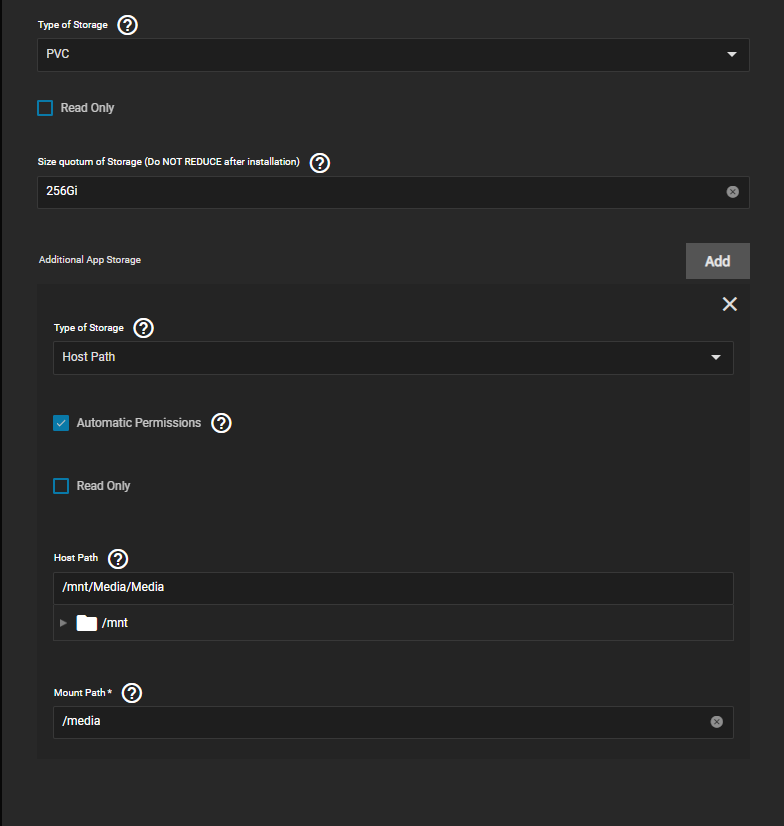 Type of Storage ?
PVC
Read Only
Size quotum of Storage (Do NOT REDUCE after installation) ?
256Gi
Additional App Storage
Add
Type of Storage ?
Host Path
Automatic Permissions ?
Read Only
Host Path ?
/mnt/Media/Media
/mnt
Mount Path * ?
/media